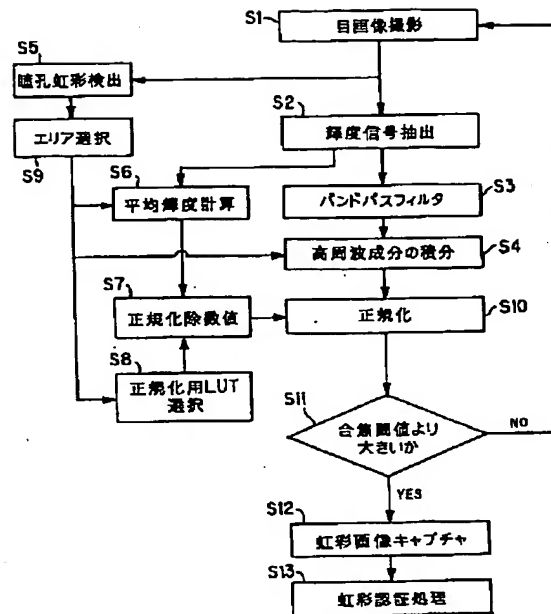 S1
目画像撮影
S5
瞳孔虹彩検出
S2
輝度信号抽出
エリア選択
S9
S6
平均輝度計算
バンドパスフィルタ
S3
高周波成分の積分
S4
S7
正規化除数値
正規化
S10
S8
正規化用LUT
選択
S11
合焦閾値より
大きいか
NO
YES
S12
虹彩画像キャプチャ
S13
虹彩認証処理